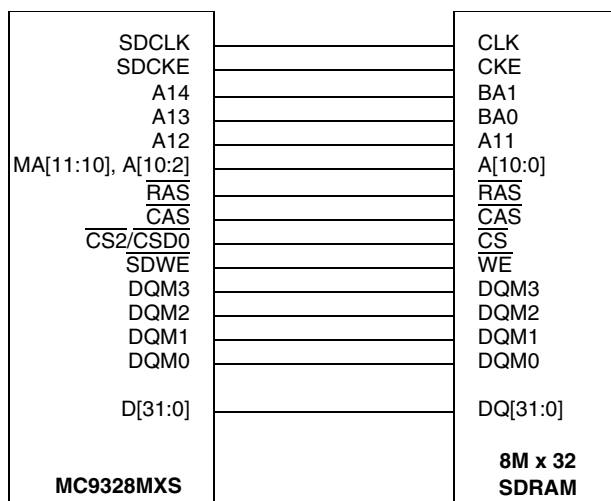 SDCLK CLK
SDCKE CKE
A14 BA1
A13 BA0
A12 A11
MA[11:10], A[10:2] A[10:0]
RAS RAS
CAS CAS
CS2/CSD0 CS
SDWE WE
DQM3 DQM3
DQM2 DQM2
DQM1 DQM1
DQM0 DQM0
D[31:0] DQ[31:0]
MC9328MXS
8M x 32
SDRAM